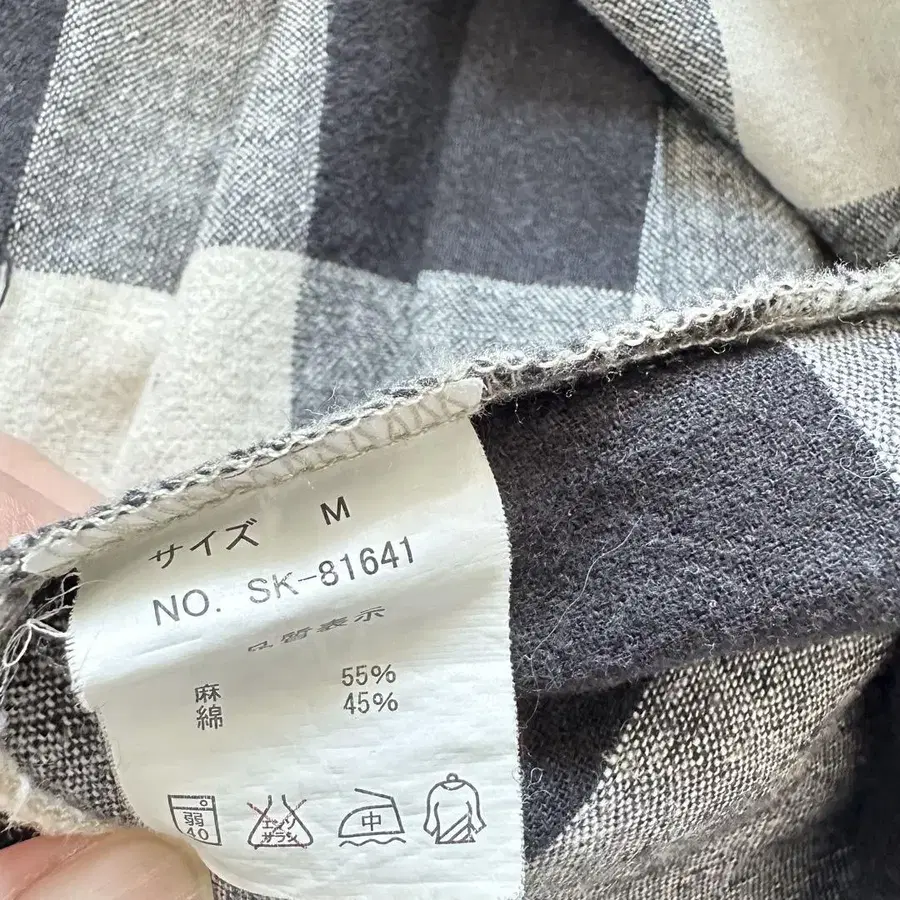 サイズ M
NO. SK-81641
品質表示
麻 55%
綿 45%
弱 40
エンソ サラシ 中